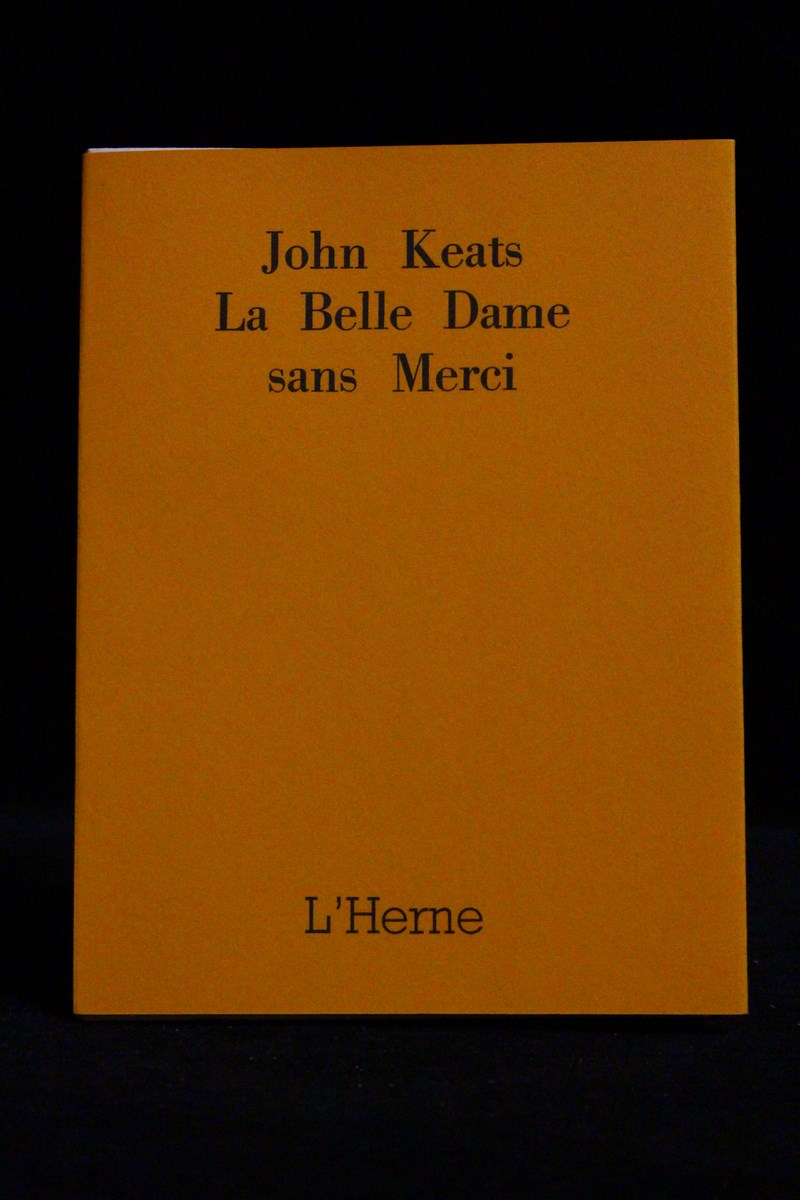 John Keats
La Belle Dame
sans Merci
L'Herne